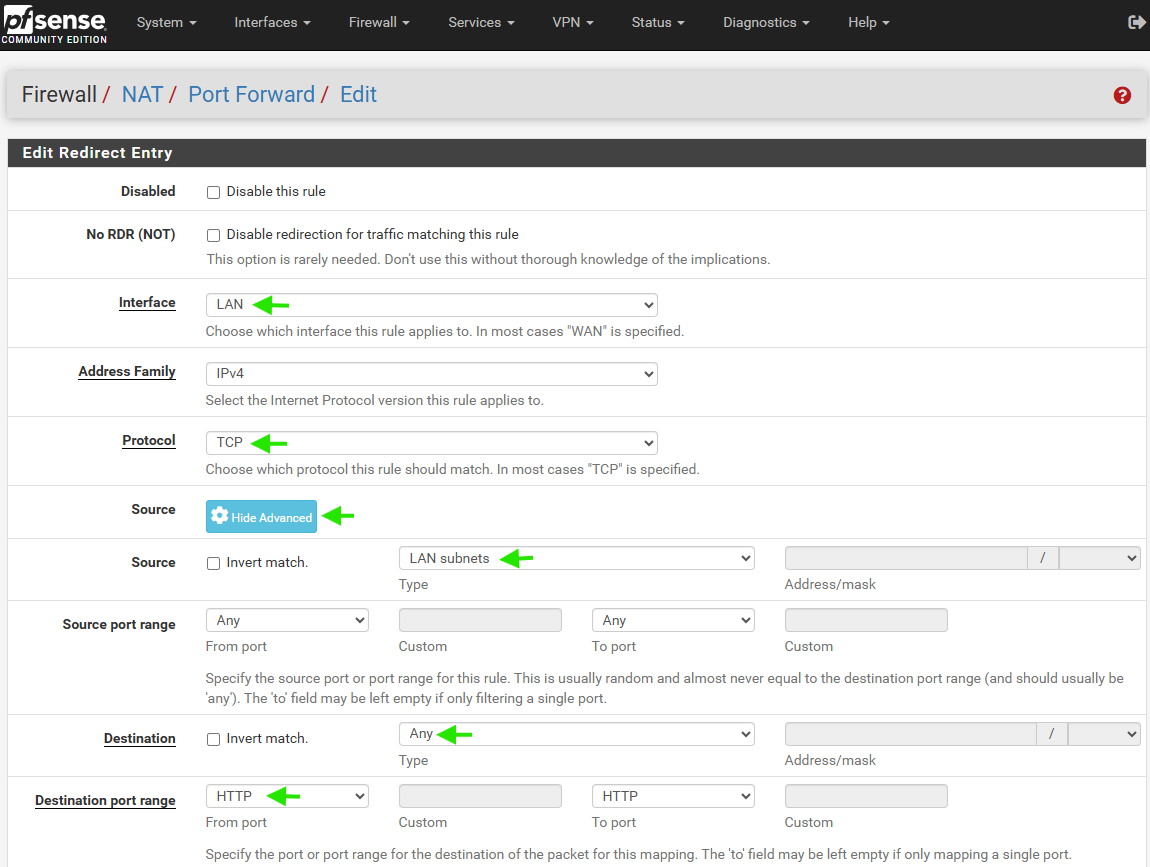 pfsense
COMMUNITY EDITION
System Interfaces Firewall Services VPN Status Diagnostics Help
Firewall / NAT / Port Forward / Edit
?
Edit Redirect Entry
Disabled Disable this rule
No RDR (NOT) Disable redirection for traffic matching this rule
This option is rarely needed. Don't use this without thorough knowledge of the implications.
Interface LAN
Choose which interface this rule applies to. In most cases "WAN" is specified.
Address Family IPv4
Select the Internet Protocol version this rule applies to.
Protocol TCP
Choose which protocol this rule should match. In most cases "TCP" is specified.
Source Hide Advanced
Source Invert match. LAN subnets /
Type Address/mask
Source port range Any Any
From port Custom To port Custom
Specify the source port or port range for this rule. This is usually random and almost never equal to the destination port range (and should usually be
'any'). The 'to' field may be left empty if only filtering a single port.
Destination Invert match. Any /
Type Address/mask
Destination port range HTTP HTTP
From port Custom To port Custom
Specify the port or port range for the destination of the packet for this mapping. The 'to' field may be left empty if only mapping a single port.